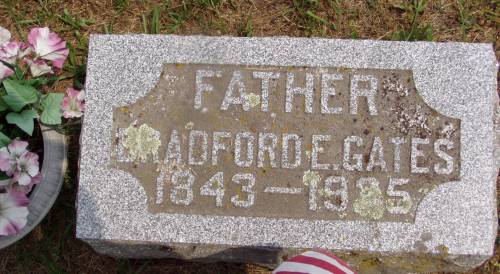 FATHER
BRADFORD E. GATES
1843—